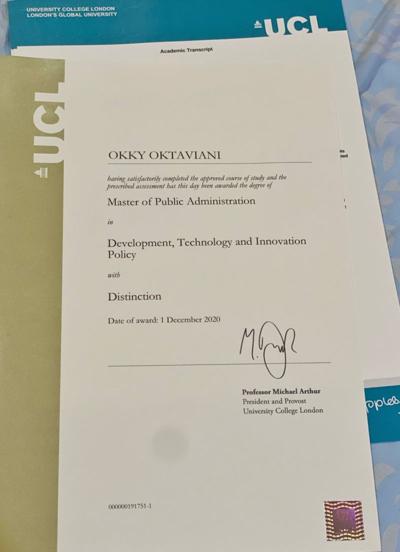 UNIVERSITY COLLEGE LONDON
LONDON'S GLOBAL UNIVERSITY
UCL
Academic Transcript
UCL
OKKY OKTAVIANI
having satisfactorily completed the approved course of study and the
prescribed assessment has this day been awarded the degree of
Master of Public Administration
in
Development, Technology and Innovation
Policy
with
Distinction
Date of award: 1 December 2020
Professor Michael Arthur
President and Provost
University College London
000000191751-1